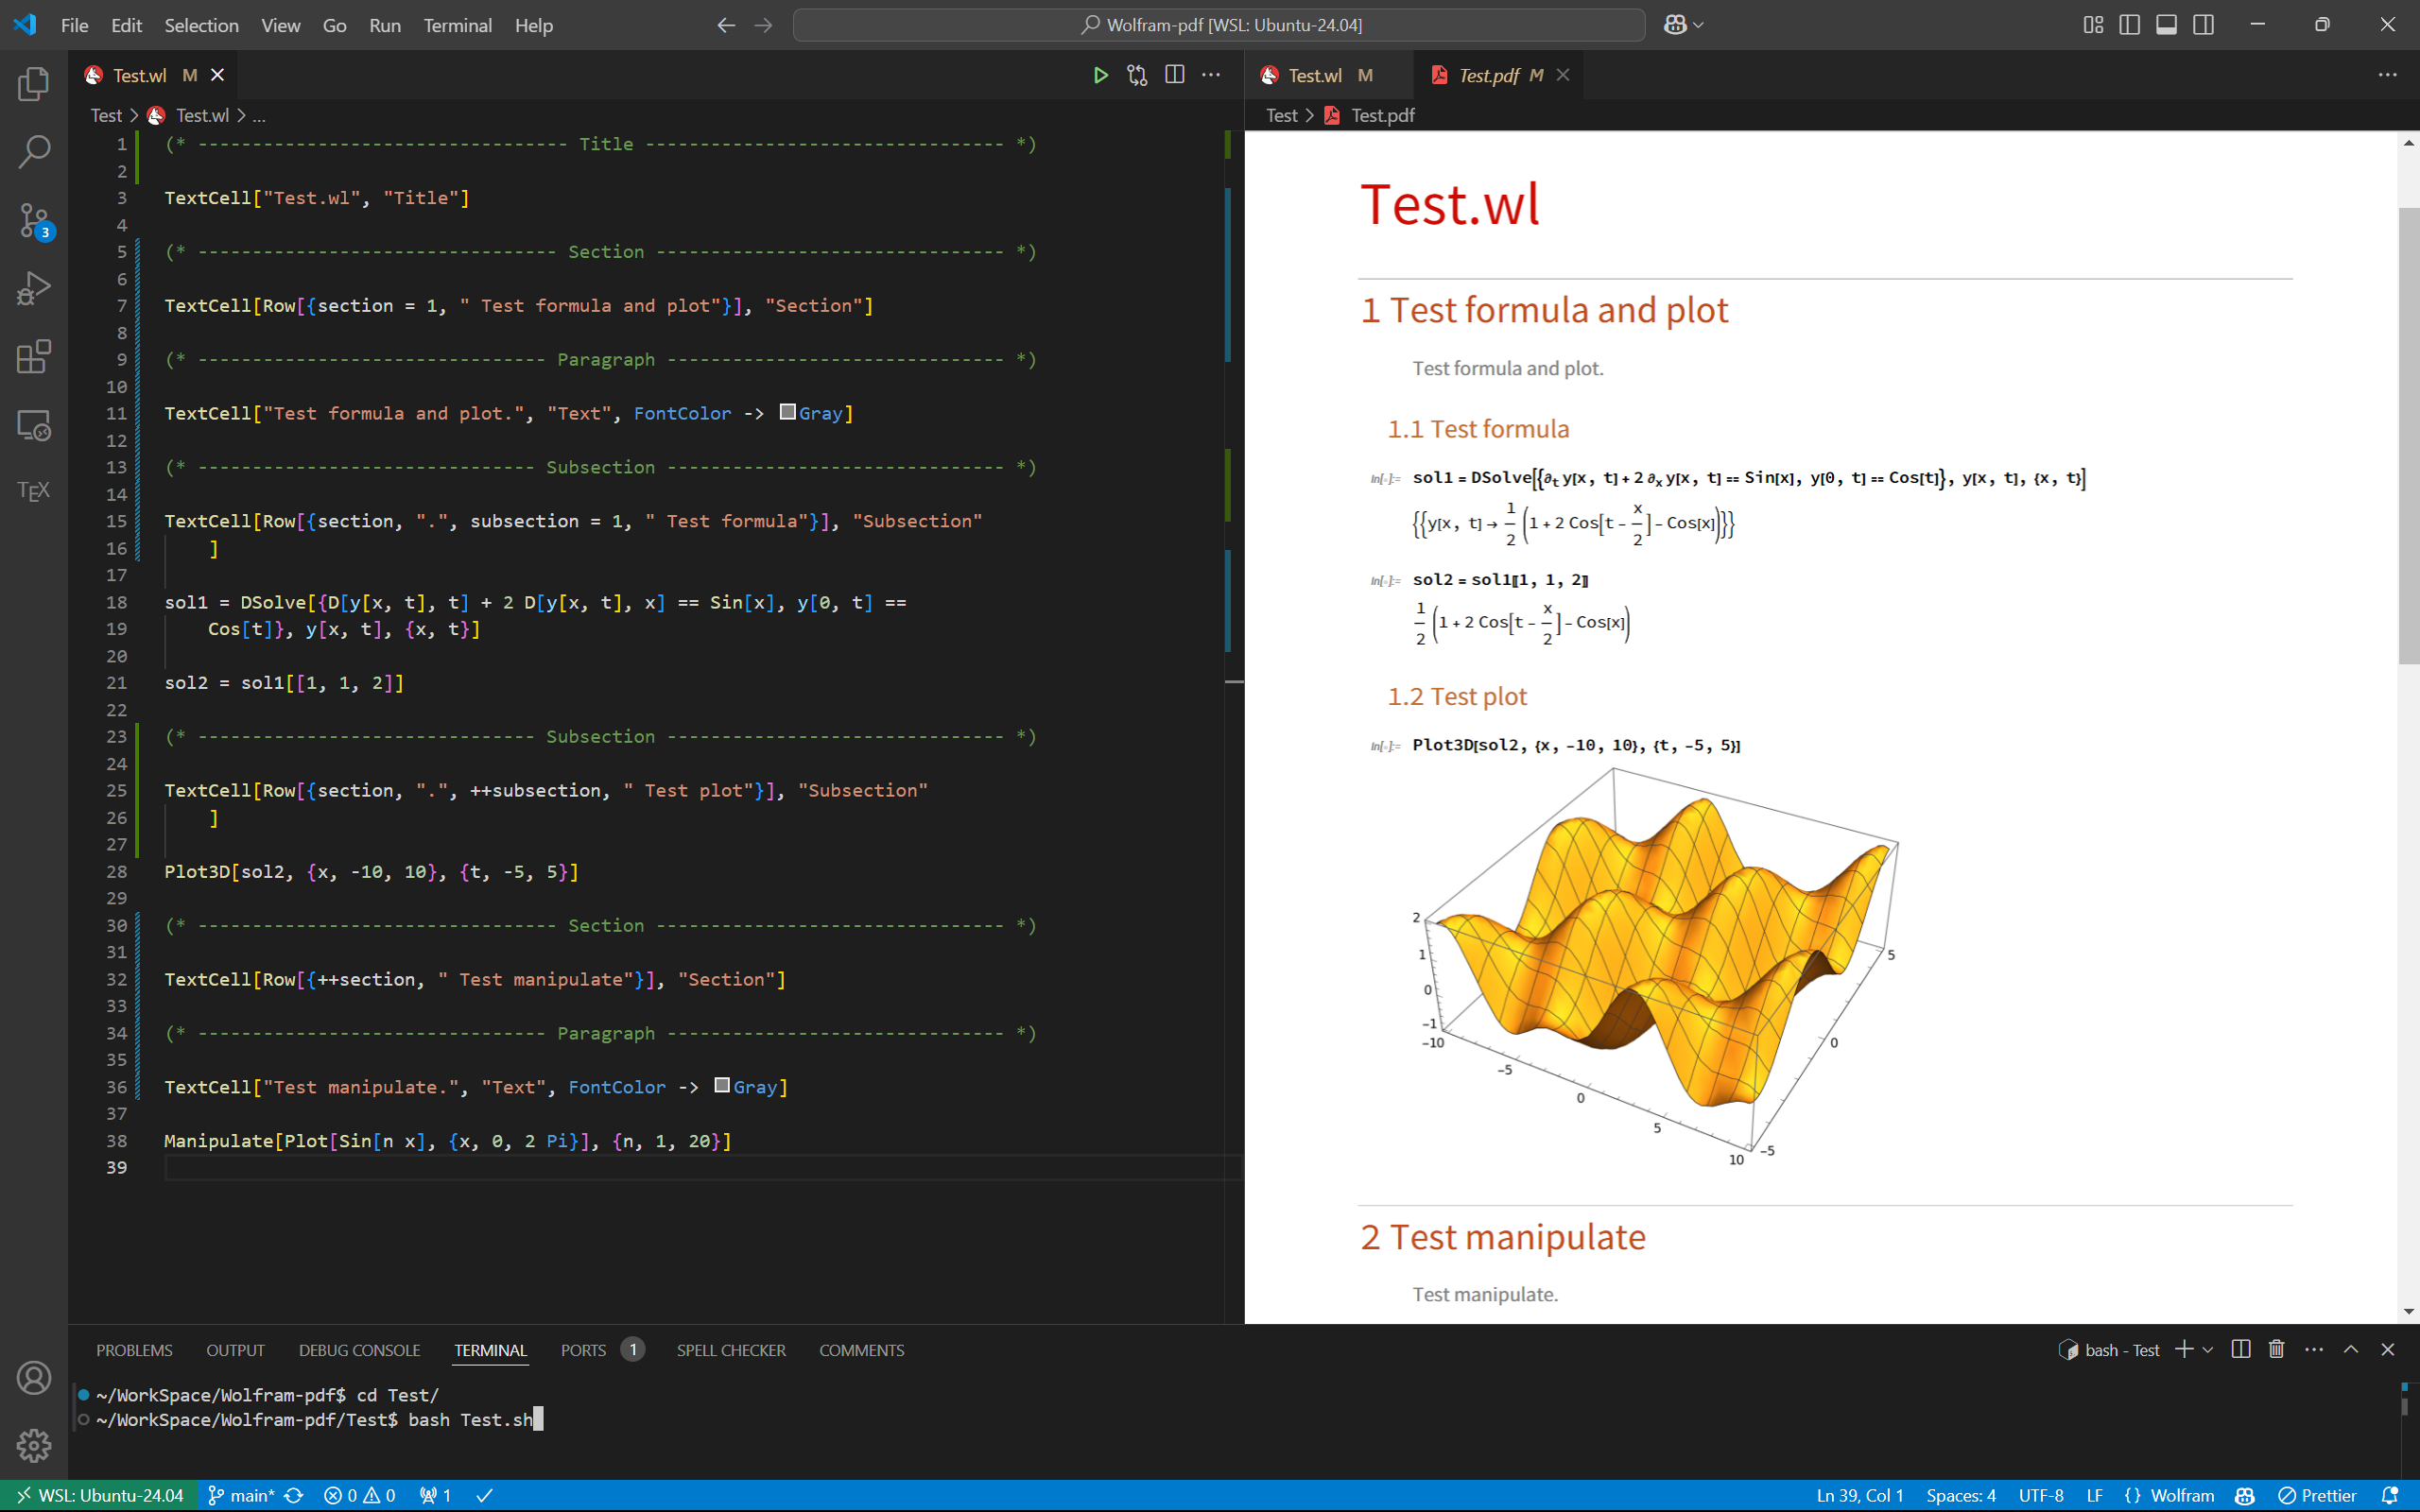 File Edit Selection View Go Run Terminal Help
Wolfram-pdf [WSL: Ubuntu-24.04]
Test.wl M
Test > Test.wl > ...
1 (* ---------------------------------- Title --------------------------------- *)
2
3 TextCell["Test.wl", "Title"]
4
5 (* --------------------------------- Section -------------------------------- *)
6
7 TextCell[Row[{section = 1, " Test formula and plot"}], "Section"]
8
9 (* -------------------------------- Paragraph ------------------------------- *)
10
11 TextCell["Test formula and plot.", "Text", FontColor -> Gray]
12
13 (* ------------------------------- Subsection ------------------------------- *)
14
15 TextCell[Row[{section, ".", subsection = 1, " Test formula"}], "Subsection"
16 ]
17
18 sol1 = DSolve[{D[y[x, t], t] + 2 D[y[x, t], x] == Sin[x], y[0, t] ==
19 Cos[t]}, y[x, t], {x, t}]
20
21 sol2 = sol1[[1, 1, 2]]
22
23 (* ------------------------------- Subsection ------------------------------- *)
24
25 TextCell[Row[{section, ".", ++subsection, " Test plot"}], "Subsection"
26 ]
27
28 Plot3D[sol2, {x, -10, 10}, {t, -5, 5}]
29
30 (* --------------------------------- Section -------------------------------- *)
31
32 TextCell[Row[{++section, " Test manipulate"}], "Section"]
33
34 (* -------------------------------- Paragraph ------------------------------- *)
35
36 TextCell["Test manipulate.", "Text", FontColor -> Gray]
37
38 Manipulate[Plot[Sin[n x], {x, 0, 2 Pi}], {n, 1, 20}]
39
3
TEX
Test.wl M Test.pdf M
Test > Test.pdf
Test.wl
1 Test formula and plot
Test formula and plot.
1.1 Test formula
In[◦]:= sol1 = DSolve[{∂t y[x, t] + 2 ∂x y[x, t] == Sin[x], y[0, t] == Cos[t]}, y[x, t], {x, t}]
{{y[x, t] → 1/2 (1 + 2 Cos[t - x/2] - Cos[x])}}
In[◦]:= sol2 = sol1⟦1, 1, 2⟧
1/2 (1 + 2 Cos[t - x/2] - Cos[x])
1.2 Test plot
In[◦]:= Plot3D[sol2, {x, -10, 10}, {t, -5, 5}]
2
1
0
-1
-10
-5
0
5
10
-5
0
5
2 Test manipulate
Test manipulate.
PROBLEMS OUTPUT DEBUG CONSOLE TERMINAL PORTS 1 SPELL CHECKER COMMENTS
bash - Test
~/WorkSpace/Wolfram-pdf$ cd Test/
~/WorkSpace/Wolfram-pdf/Test$ bash Test.sh
WSL: Ubuntu-24.04 main* 0 0 1
Ln 39, Col 1 Spaces: 4 UTF-8 LF {} Wolfram Prettier